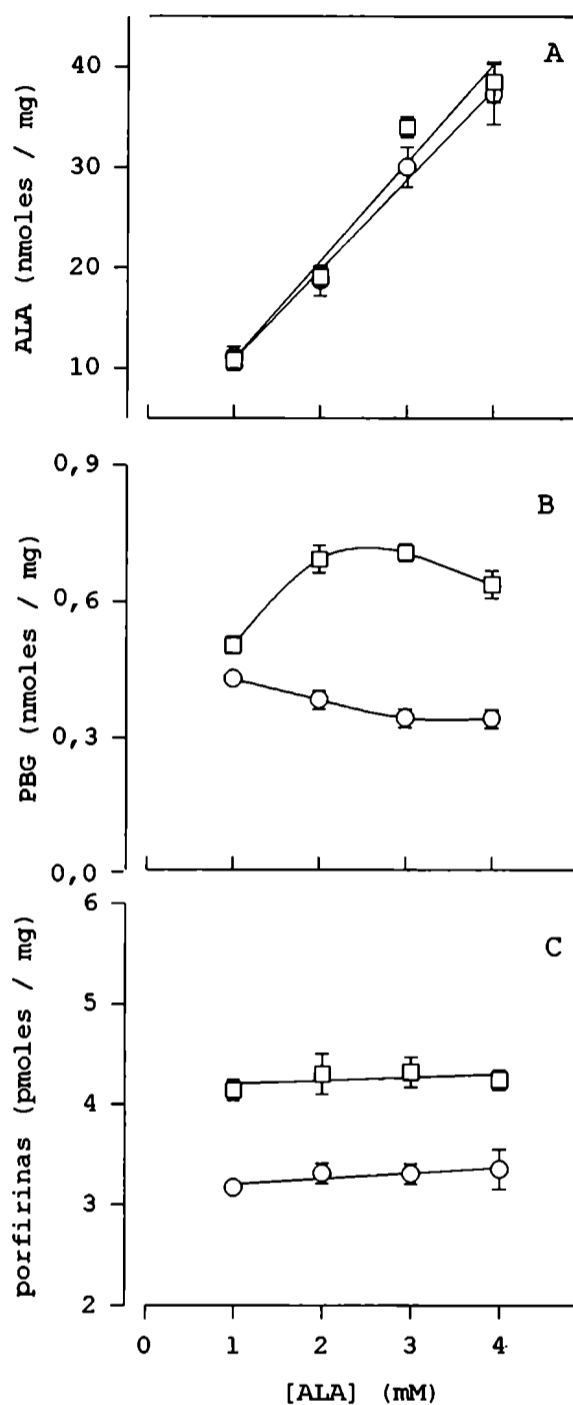 A
40
30
20
10
ALA (nmoles / mg)
B
0,9
0,6
0,3
0,0
PBG (nmoles / mg)
C
6
5
4
3
2
porfirinas (pmoles / mg)
0 1 2 3 4
[ALA] (mM)